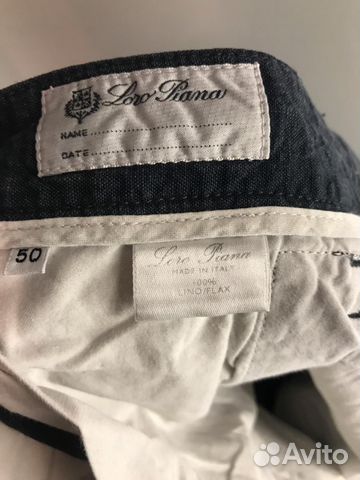 Loro Piana
NAME..............................
DATE..............................
50
Loro Piana
MADE IN ITALY
100%
LINO/FLAX
Avito